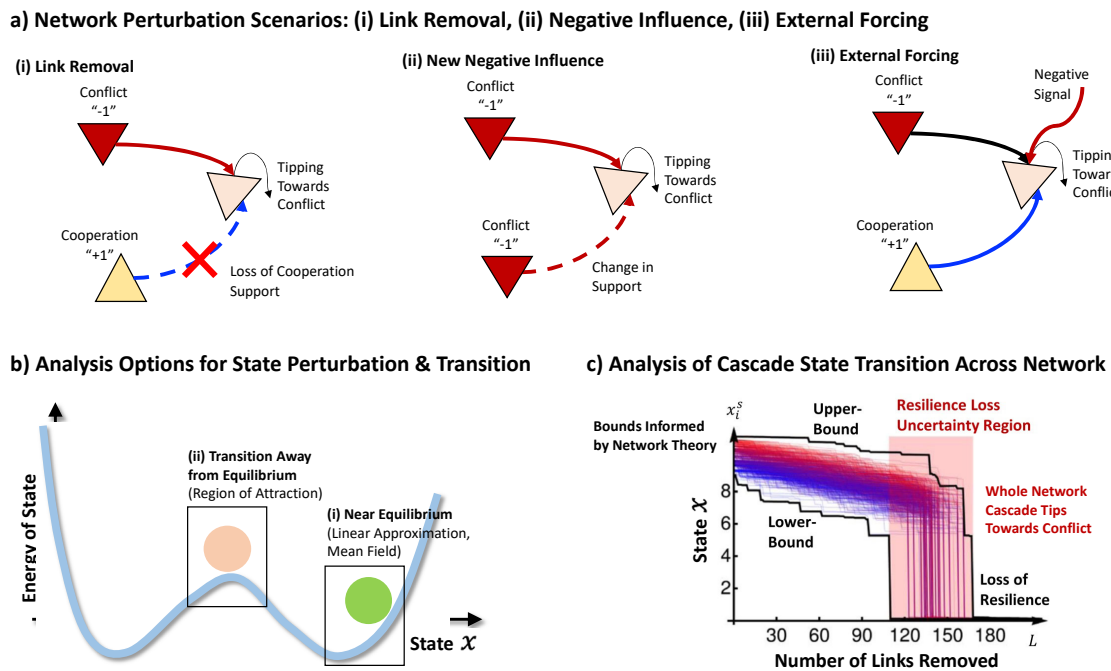 a) Network Perturbation Scenarios: (i) Link Removal, (ii) Negative Influence, (iii) External Forcing
(i) Link Removal
Conflict
“-1”
Tipping
Towards
Conflict
Cooperation
“+1”
Loss of Cooperation
Support
(ii) New Negative Influence
Conflict
“-1”
Tipping
Towards
Conflict
Conflict
“-1”
Change in
Support
(iii) External Forcing
Conflict
“-1”
Negative
Signal
Tipping
Toward
Conflic
Cooperation
“+1”
b) Analysis Options for State Perturbation & Transition
Energy of State
(ii) Transition Away
from Equilibrium
(Region of Attraction)
(i) Near Equilibrium
(Linear Approximation,
Mean Field)
State 𝒳
c) Analysis of Cascade State Transition Across Network
Bounds Informed
by Network Theory
x_i^s
Upper-
Bound
Resilience Loss
Uncertainty Region
Whole Network
Cascade Tips
Towards Conflict
Lower-
Bound
Loss of
Resilience
State 𝒳
8
6
4
2
30 60 90 120 150 180
L
Number of Links Removed